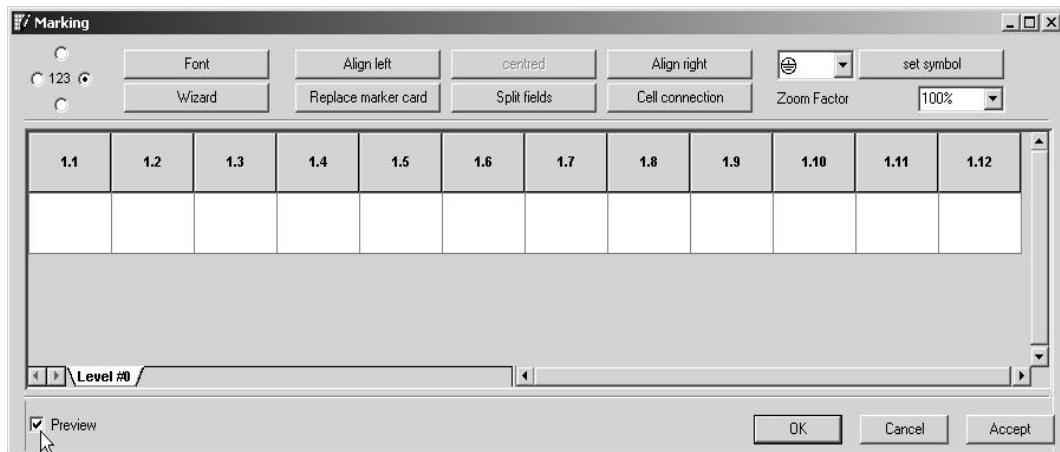 Marking
123
Font Align left centred Align right set symbol
Wizard Replace marker card Split fields Cell connection Zoom Factor 100%
1.1 1.2 1.3 1.4 1.5 1.6 1.7 1.8 1.9 1.10 1.11 1.12
Level #0
Preview OK Cancel Accept